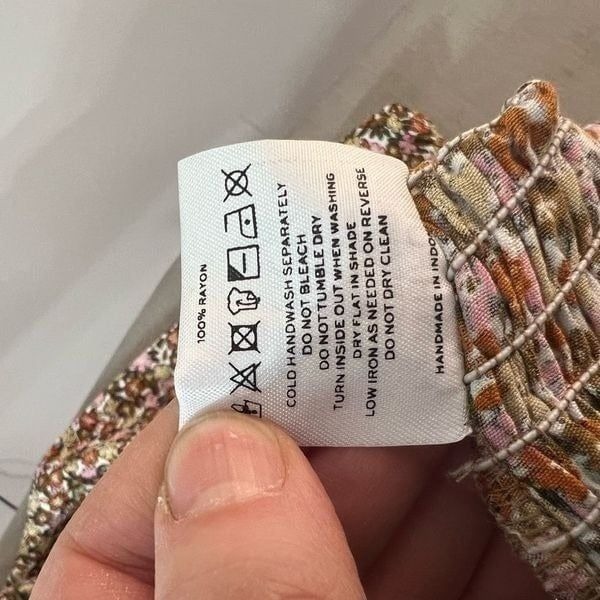 100% RAYON
COLD HANDWASH SEPARATELY
DO NOT BLEACH
DO NOT TUMBLE DRY
TURN INSIDE OUT WHEN WASHING
DRY FLAT IN SHADE
LOW IRON AS NEEDED ON REVERSE
DO NOT DRY CLEAN
HANDMADE IN INDO